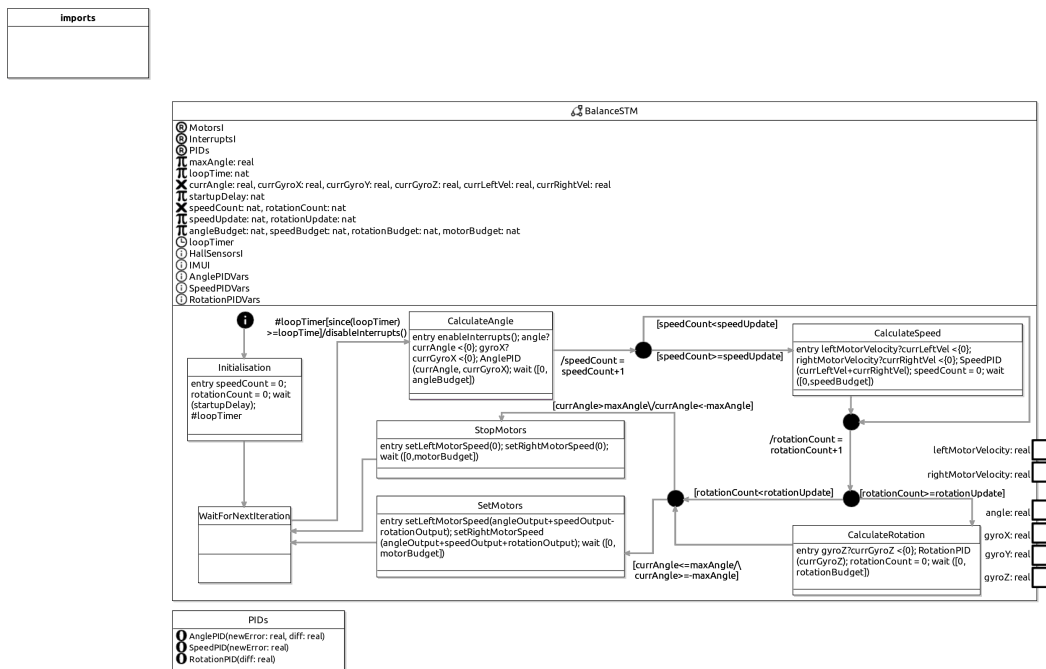 imports
BalanceSTM
MotorsI
InterruptsI
PIDs
maxAngle: real
loopTime: nat
currAngle: real, currGyroX: real, currGyroY: real, currGyroZ: real, currLeftVel: real, currRightVel: real
startupDelay: nat
speedCount: nat, rotationCount: nat
speedUpdate: nat, rotationUpdate: nat
angleBudget: nat, speedBudget: nat, rotationBudget: nat, motorBudget: nat
loopTimer
HallSensorsI
IMUI
AnglePIDVars
SpeedPIDVars
RotationPIDVars
i
#loopTimer[since(loopTimer)
>=loopTime]/disableInterrupts()
CalculateAngle
entry enableInterrupts(); angle?
currAngle <{0}; gyroX?
currGyroX <{0}; AnglePID
(currAngle, currGyroX); wait ([0,
angleBudget])
/speedCount =
speedCount+1
[speedCount<speedUpdate]
[speedCount>=speedUpdate]
CalculateSpeed
entry leftMotorVelocity?currLeftVel <{0};
rightMotorVelocity?currRightVel <{0}; SpeedPID
(currLeftVel+currRightVel); speedCount = 0; wait
([0,speedBudget])
Initialisation
entry speedCount = 0;
rotationCount = 0; wait
(startupDelay);
#loopTimer
[currAngle>maxAngle\/currAngle<-maxAngle]
StopMotors
entry setLeftMotorSpeed(0); setRightMotorSpeed(0);
wait ([0,motorBudget])
/rotationCount =
rotationCount+1
leftMotorVelocity: real
rightMotorVelocity: real
[rotationCount<rotationUpdate]
[rotationCount>=rotationUpdate]
WaitForNextIteration
SetMotors
entry setLeftMotorSpeed(angleOutput+speedOutput-
rotationOutput); setRightMotorSpeed
(angleOutput+speedOutput+rotationOutput); wait ([0,
motorBudget])
[currAngle<=maxAngle/\
currAngle>=-maxAngle]
CalculateRotation
entry gyroZ?currGyroZ <{0}; RotationPID
(currGyroZ); rotationCount = 0; wait ([0,
rotationBudget])
angle: real
gyroX: real
gyroY: real
gyroZ: real
PIDs
AnglePID(newError: real, diff: real)
SpeedPID(newError: real)
RotationPID(diff: real)